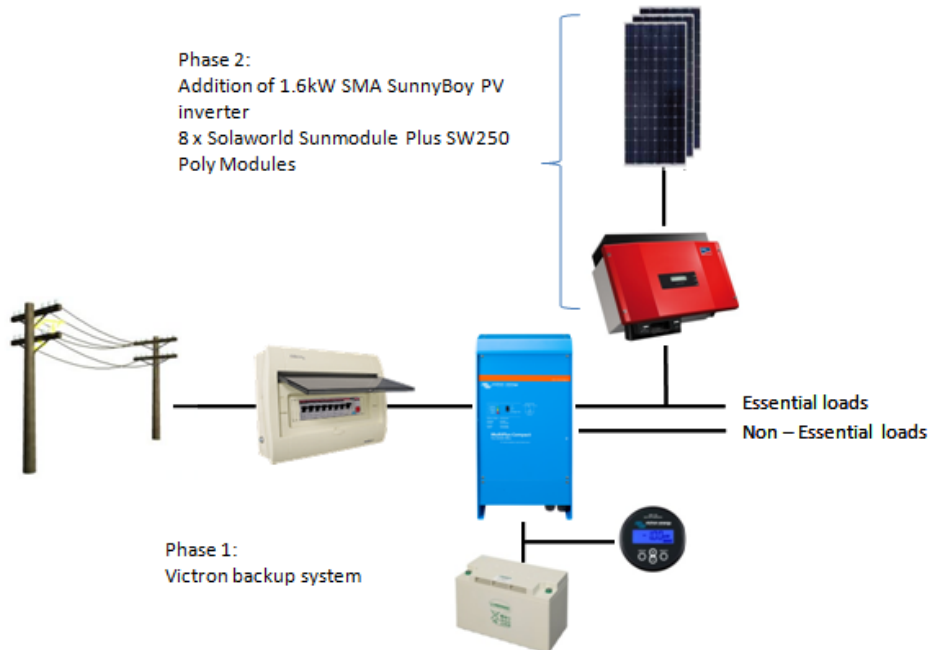 Phase 2:
Addition of 1.6kW SMA SunnyBoy PV
inverter
8 x Solaworld Sunmodule Plus SW250
Poly Modules
Essential loads
Non – Essential loads
Phase 1:
Victron backup system